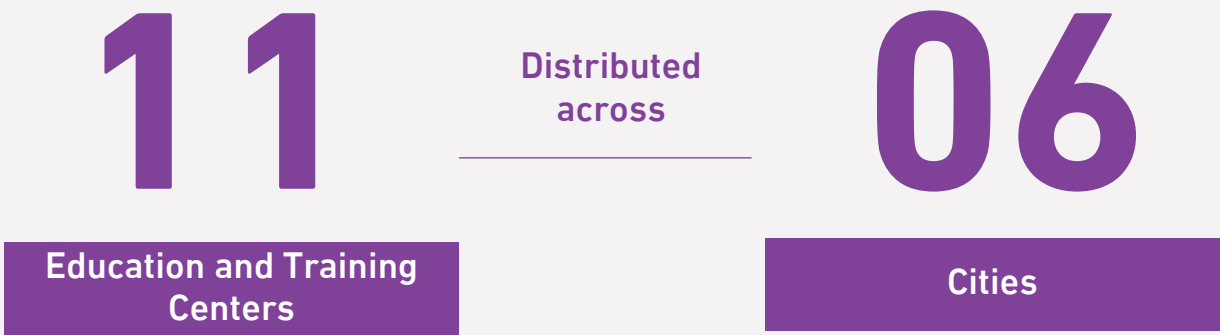 11
Education and Training
Centers
Distributed
across
06
Cities